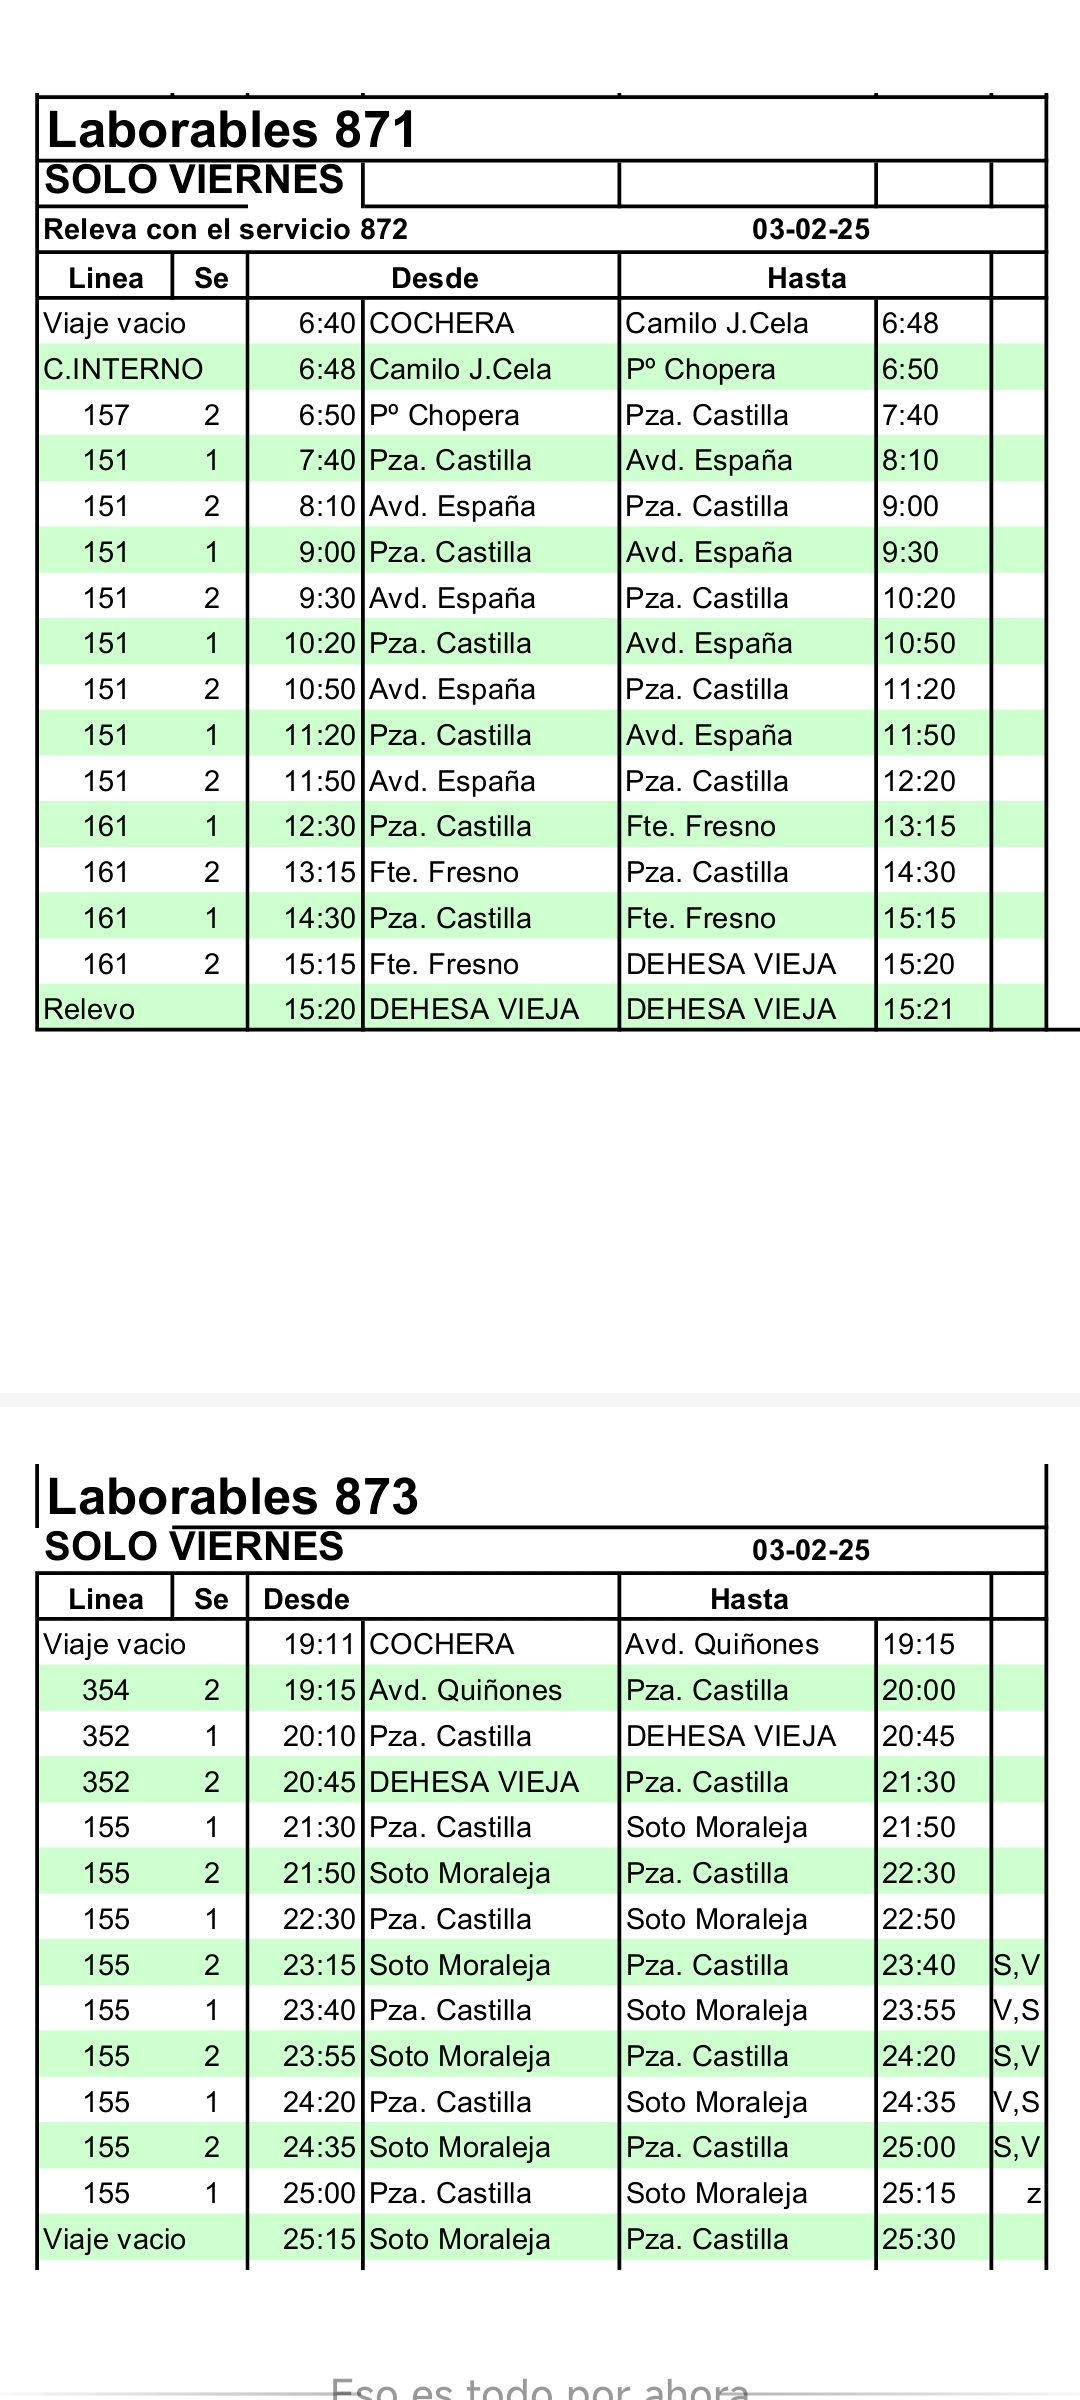 Laborables 871
SOLO VIERNES
Releva con el servicio 872 03-02-25
Linea Se Desde Hasta
Viaje vacio 6:40 COCHERA Camilo J.Cela 6:48
C.INTERNO 6:48 Camilo J.Cela Pº Chopera 6:50
157 2 6:50 Pº Chopera Pza. Castilla 7:40
151 1 7:40 Pza. Castilla Avd. España 8:10
151 2 8:10 Avd. España Pza. Castilla 9:00
151 1 9:00 Pza. Castilla Avd. España 9:30
151 2 9:30 Avd. España Pza. Castilla 10:20
151 1 10:20 Pza. Castilla Avd. España 10:50
151 2 10:50 Avd. España Pza. Castilla 11:20
151 1 11:20 Pza. Castilla Avd. España 11:50
151 2 11:50 Avd. España Pza. Castilla 12:20
161 1 12:30 Pza. Castilla Fte. Fresno 13:15
161 2 13:15 Fte. Fresno Pza. Castilla 14:30
161 1 14:30 Pza. Castilla Fte. Fresno 15:15
161 2 15:15 Fte. Fresno DEHESA VIEJA 15:20
Relevo 15:20 DEHESA VIEJA DEHESA VIEJA 15:21
Laborables 873
SOLO VIERNES 03-02-25
Linea Se Desde Hasta
Viaje vacio 19:11 COCHERA Avd. Quiñones 19:15
354 2 19:15 Avd. Quiñones Pza. Castilla 20:00
352 1 20:10 Pza. Castilla DEHESA VIEJA 20:45
352 2 20:45 DEHESA VIEJA Pza. Castilla 21:30
155 1 21:30 Pza. Castilla Soto Moraleja 21:50
155 2 21:50 Soto Moraleja Pza. Castilla 22:30
155 1 22:30 Pza. Castilla Soto Moraleja 22:50
155 2 23:15 Soto Moraleja Pza. Castilla 23:40 S,V
155 1 23:40 Pza. Castilla Soto Moraleja 23:55 V,S
155 2 23:55 Soto Moraleja Pza. Castilla 24:20 S,V
155 1 24:20 Pza. Castilla Soto Moraleja 24:35 V,S
155 2 24:35 Soto Moraleja Pza. Castilla 25:00 S,V
155 1 25:00 Pza. Castilla Soto Moraleja 25:15 z
Viaje vacio 25:15 Soto Moraleja Pza. Castilla 25:30
Eso es todo por ahora